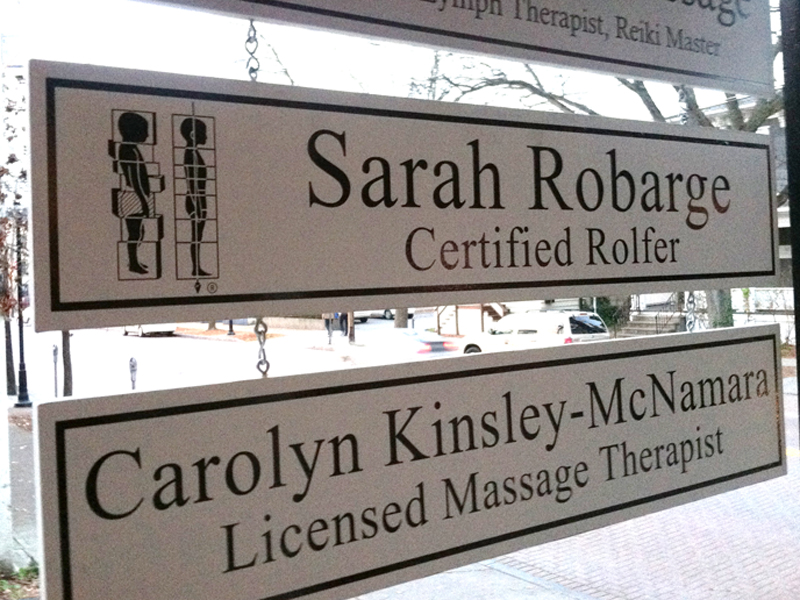 Lymph Therapist, Reiki Master
Sarah Robarge
Certified Rolfer
®
Carolyn Kinsley-McNamara
Licensed Massage Therapist